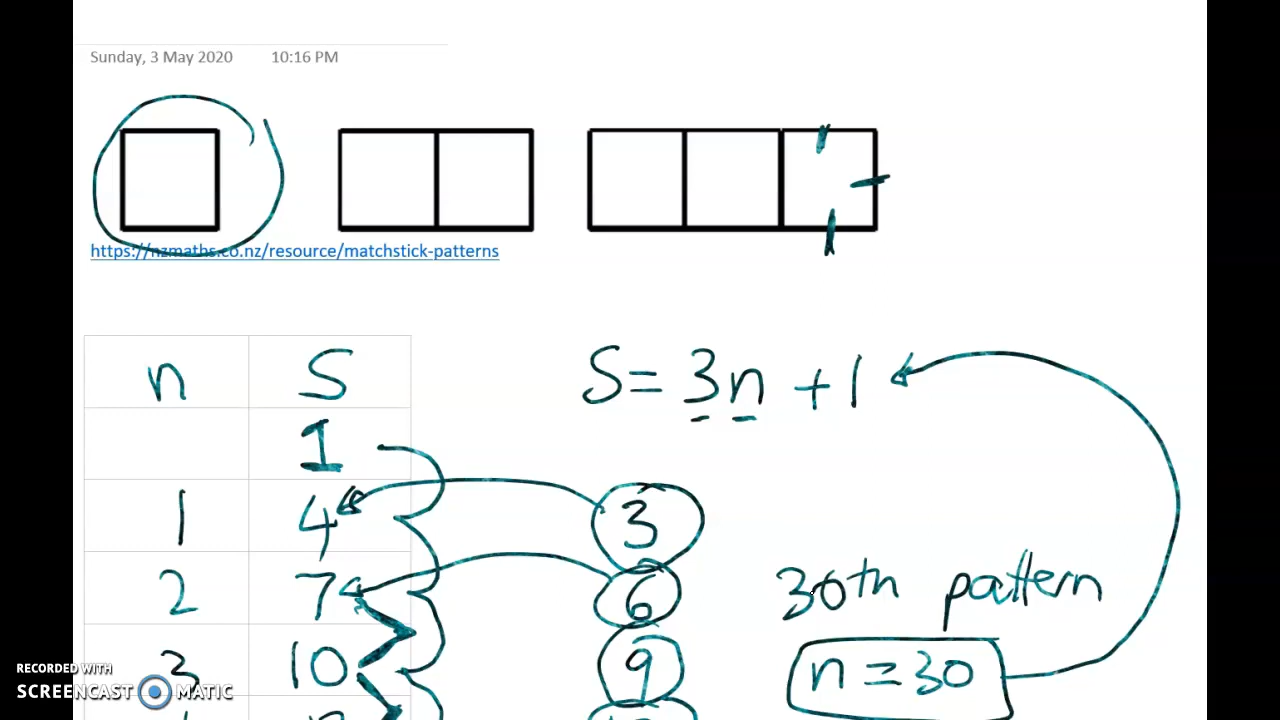 Sunday, 3 May 2020 10:16 PM
https://nzmaths.co.nz/resource/matchstick-patterns
n S
S = 3n + 1
1
1 4 3
2 7 6
30th pattern
3 10 9
n = 30
RECORDED WITH
SCREENCAST MATIC